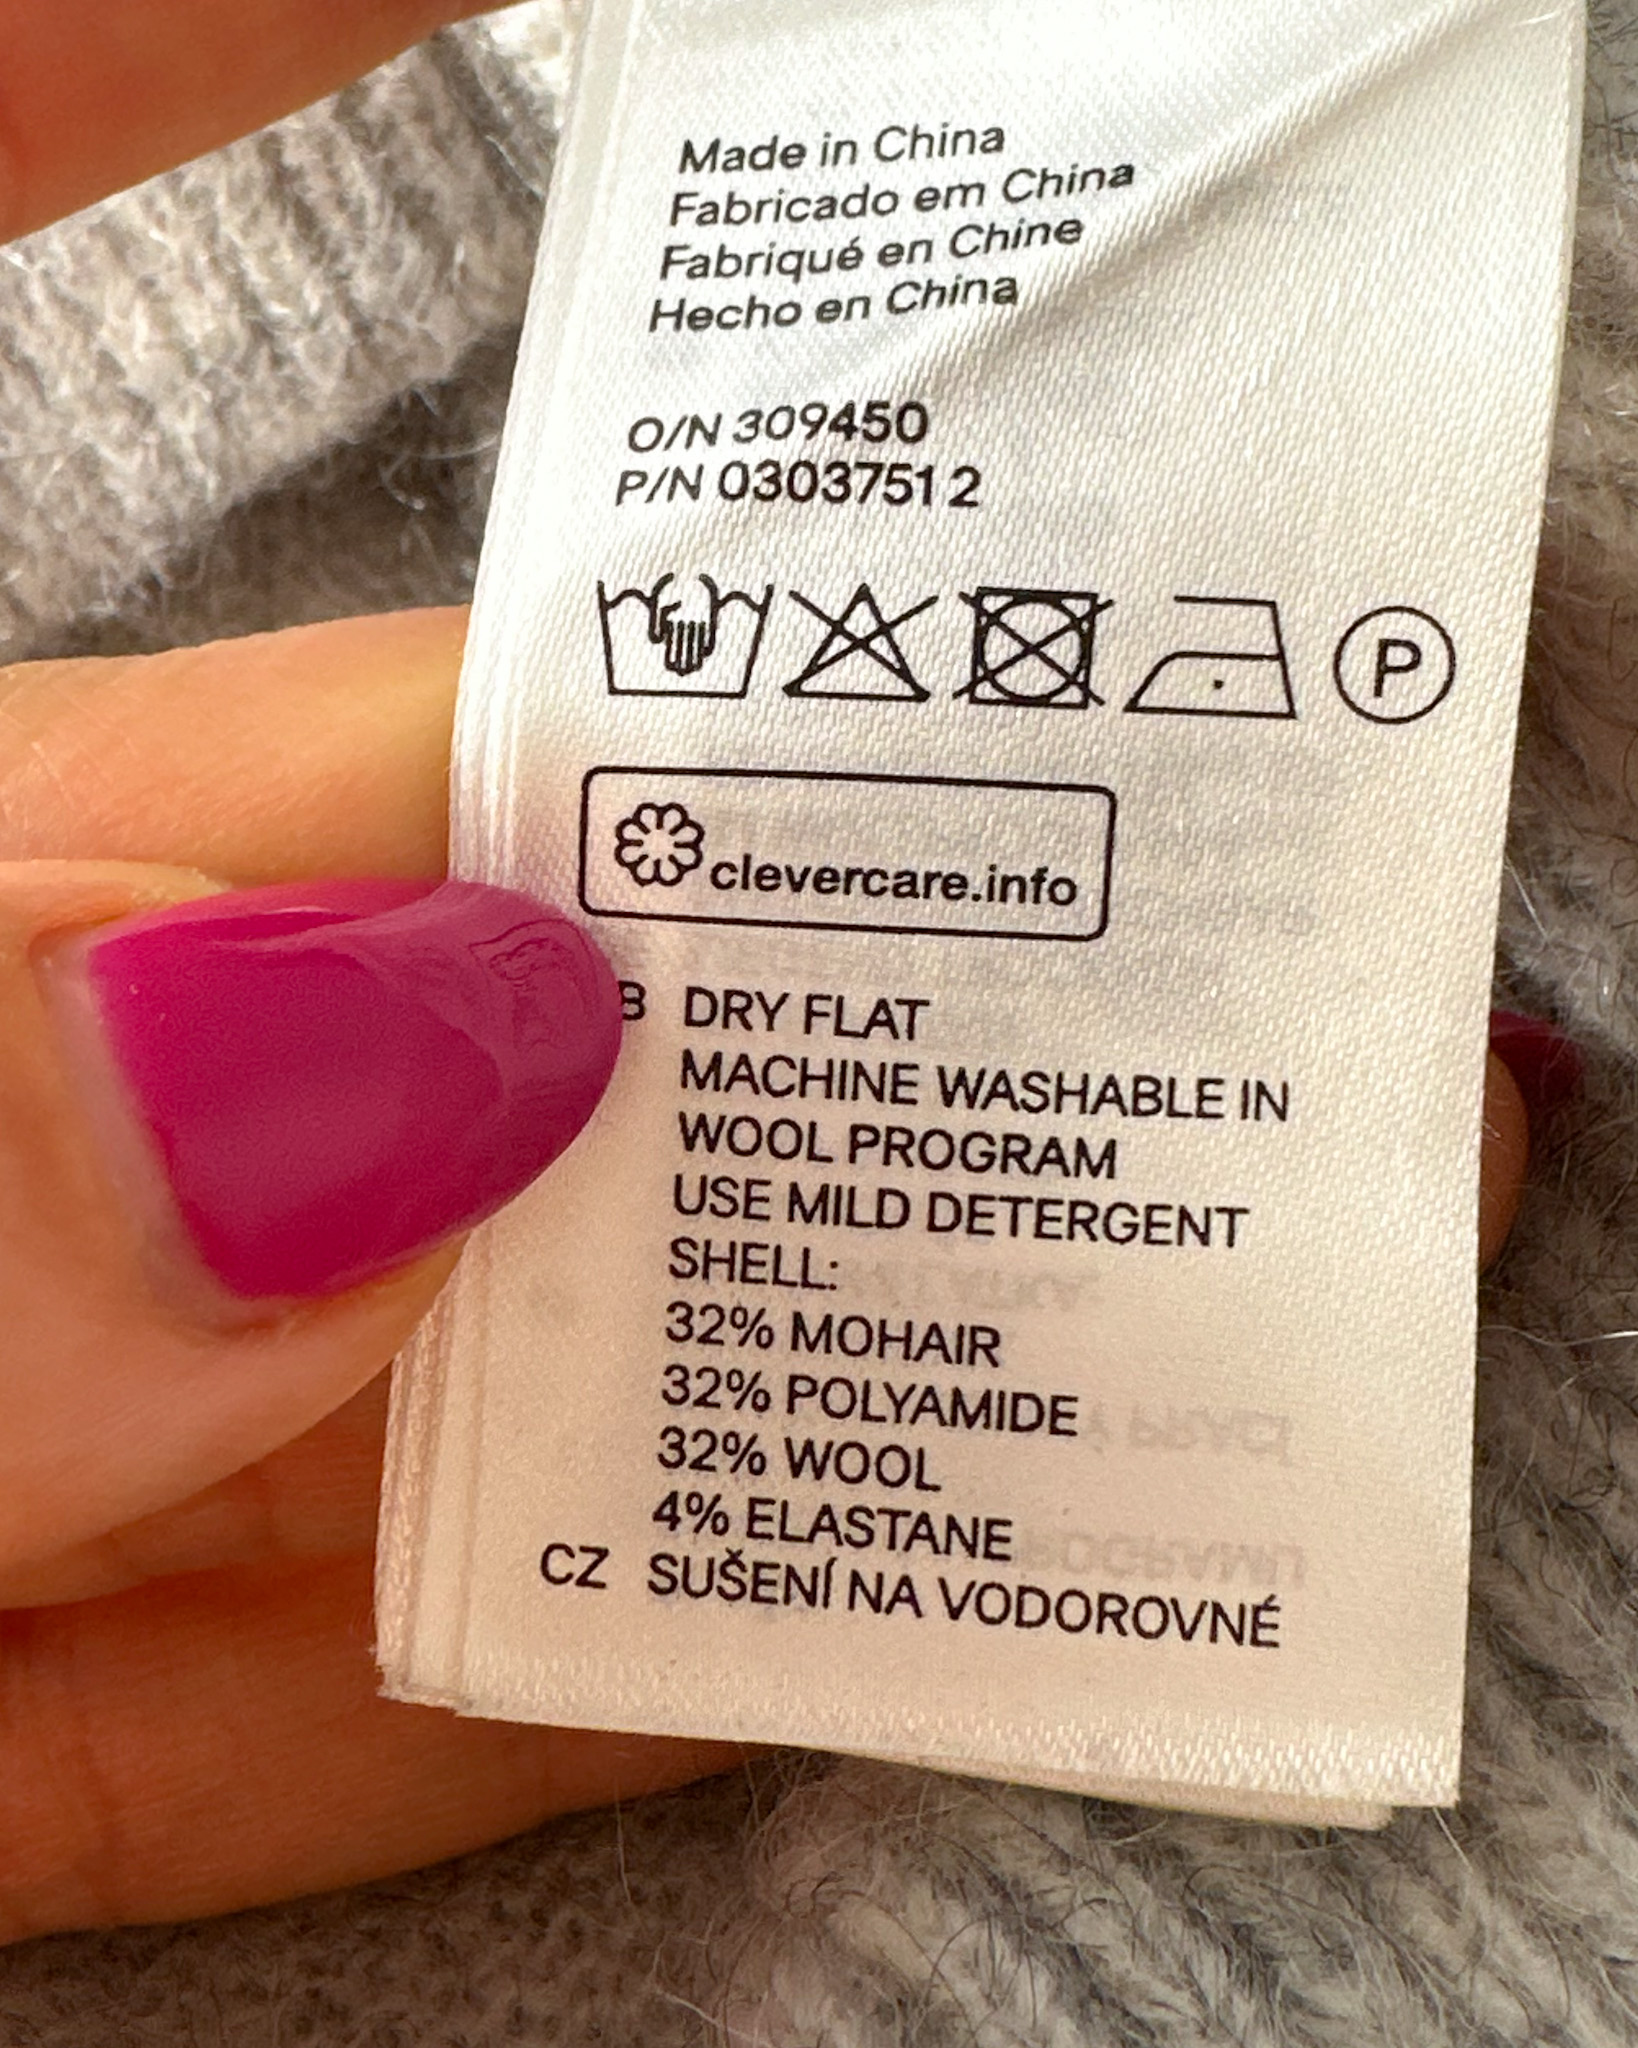 Made in China
Fabricado em China
Fabriqué en Chine
Hecho en China
O/N 309450
P/N 03037512
P
clevercare.info
B DRY FLAT
MACHINE WASHABLE IN
WOOL PROGRAM
USE MILD DETERGENT
SHELL:
32% MOHAIR
32% POLYAMIDE
32% WOOL
4% ELASTANE
CZ SUŠENÍ NA VODOROVNÉ